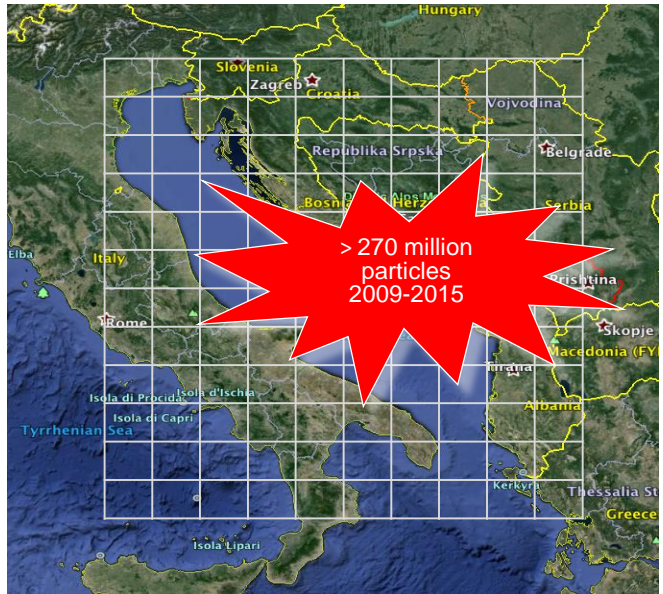 Hungary
Slovenia
Zagreb
Croatia
Vojvodina
Republika Srpska
Belgrade
Serbia
Elba
Italy
> 270 million
particles
2009-2015
Prishtina
Rome
Skopje
Macedonia (FY
Tirana
Isola di Procida
Isola d'Ischia
Isola di Capri
Albania
Tyrrhenian Sea
Kerkyra
Thessalia St
Greece
Isola Lipari